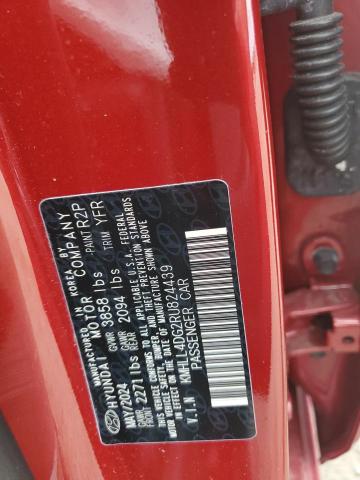 MANUFACTURED IN KOREA BY
HYUNDAI MOTOR COMPANY
MAY/2024 GVWR 3858 lbs PAINT R2P
GAWR FRONT 2271 lbs GAWR REAR 2094 lbs TRIM YFR
THIS VEHICLE CONFORMS TO ALL APPLICABLE U.S.A. FEDERAL
MOTOR VEHICLE SAFETY, BUMPER, AND THEFT PREVENTION STANDARDS
IN EFFECT ON THE DATE OF MANUFACTURE SHOWN ABOVE.
V.I.N KMHLL4DG2RU824439
PASSENGER CAR